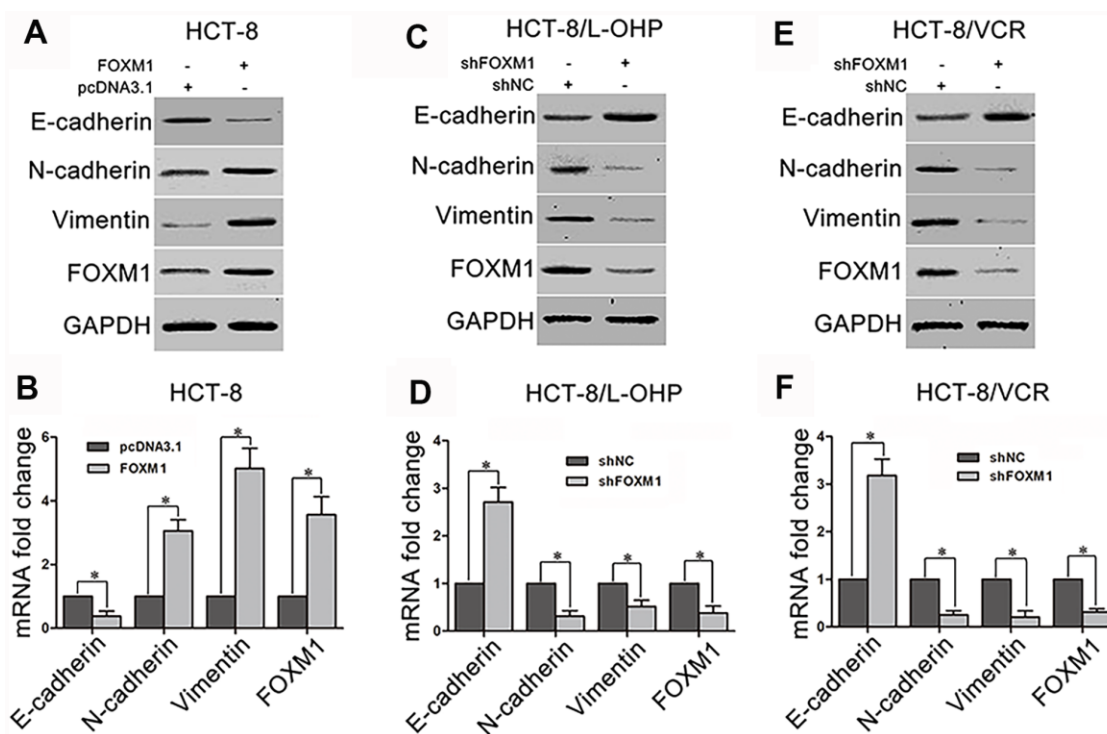 A
HCT-8
FOXM1 - +
pcDNA3.1 + -
E-cadherin
N-cadherin
Vimentin
FOXM1
GAPDH
C
HCT-8/L-OHP
shFOXM1 - +
shNC + -
E-cadherin
N-cadherin
Vimentin
FOXM1
GAPDH
E
HCT-8/VCR
shFOXM1 - +
shNC + -
E-cadherin
N-cadherin
Vimentin
FOXM1
GAPDH
B
HCT-8
mRNA fold change
6
4
2
0
pcDNA3.1
FOXM1
* * * *
E-cadherin
N-cadherin
Vimentin
FOXM1
D
HCT-8/L-OHP
mRNA fold change
4
3
2
1
0
shNC
shFOXM1
* * * *
E-cadherin
N-cadherin
Vimentin
FOXM1
F
HCT-8/VCR
mRNA fold change
4
3
2
1
0
shNC
shFOXM1
* * * *
E-cadherin
N-cadherin
Vimentin
FOXM1